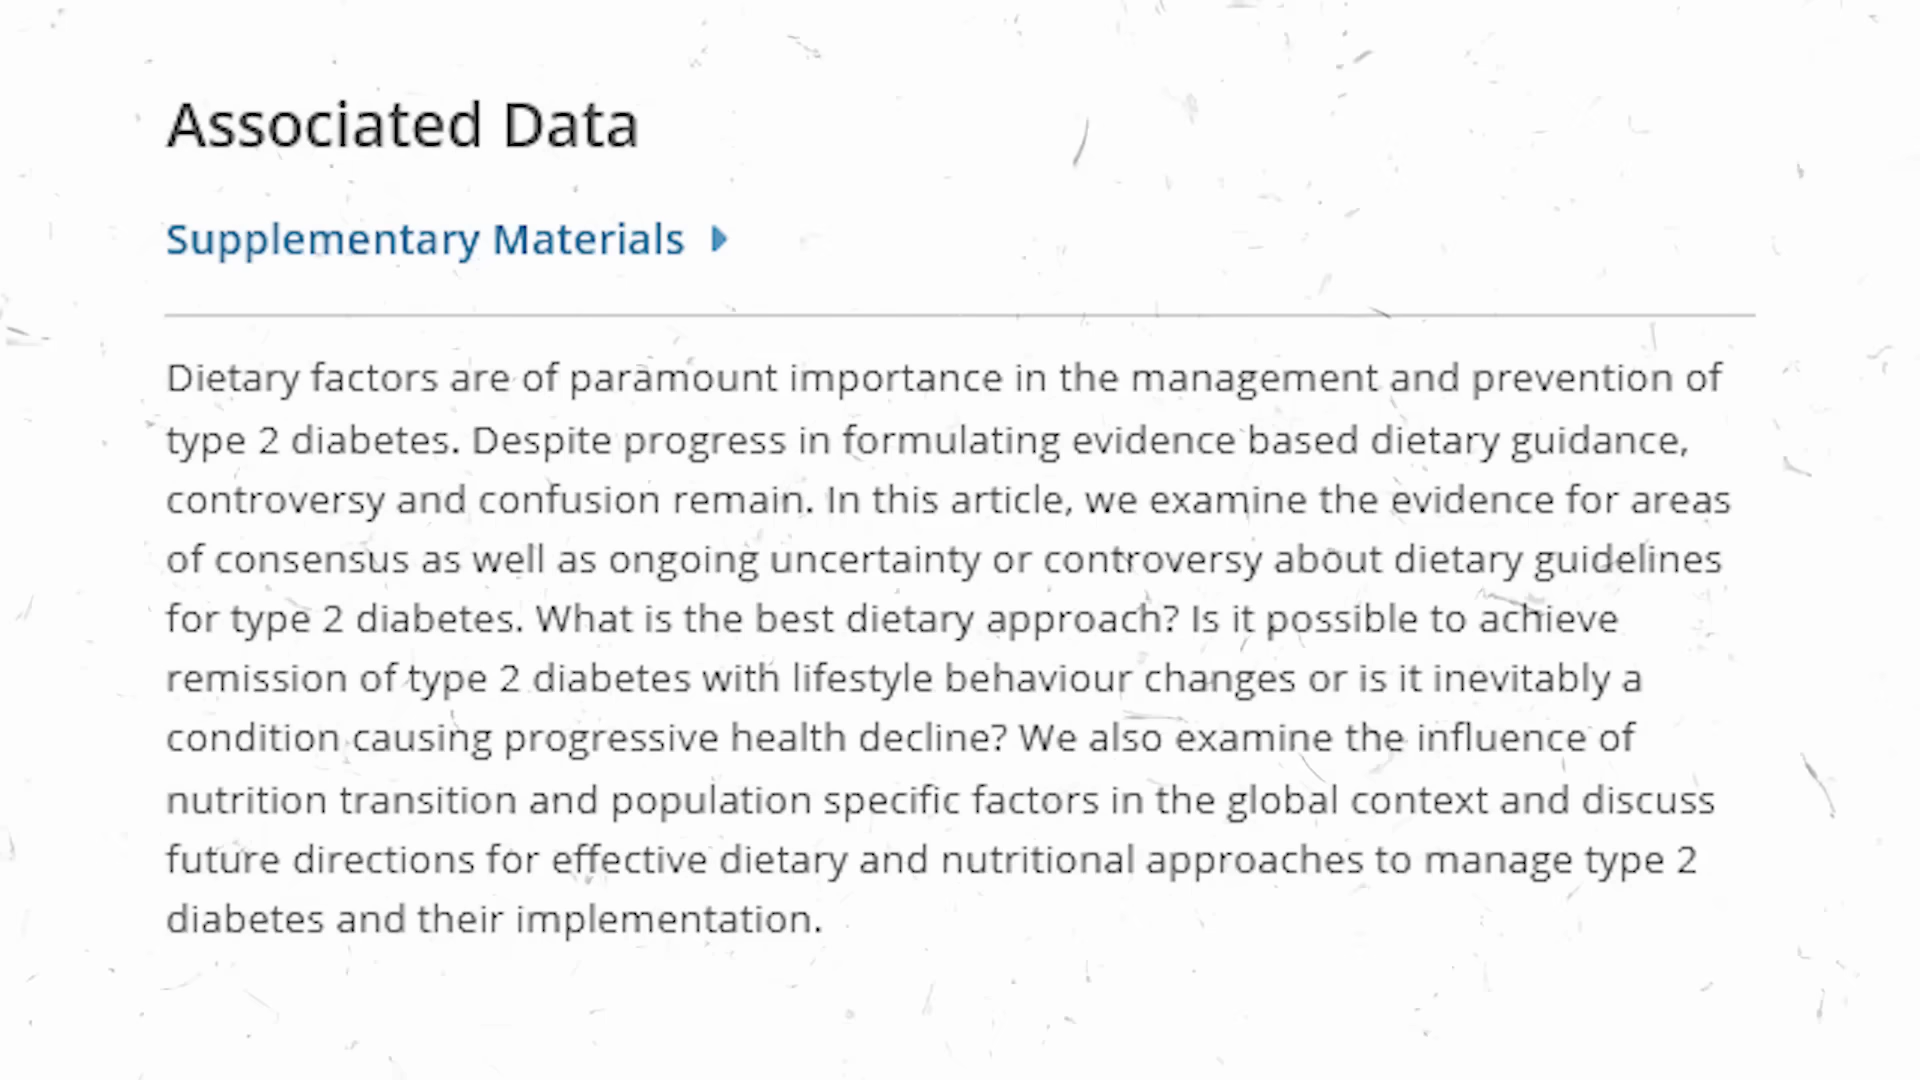 Associated Data
Supplementary Materials
Dietary factors are of paramount importance in the management and prevention of
type 2 diabetes. Despite progress in formulating evidence based dietary guidance,
controversy and confusion remain. In this article, we examine the evidence for areas
of consensus as well as ongoing uncertainty or controversy about dietary guidelines
for type 2 diabetes. What is the best dietary approach? Is it possible to achieve
remission of type 2 diabetes with lifestyle behaviour changes or is it inevitably a
condition causing progressive health decline? We also examine the influence of
nutrition transition and population specific factors in the global context and discuss
future directions for effective dietary and nutritional approaches to manage type 2
diabetes and their implementation.